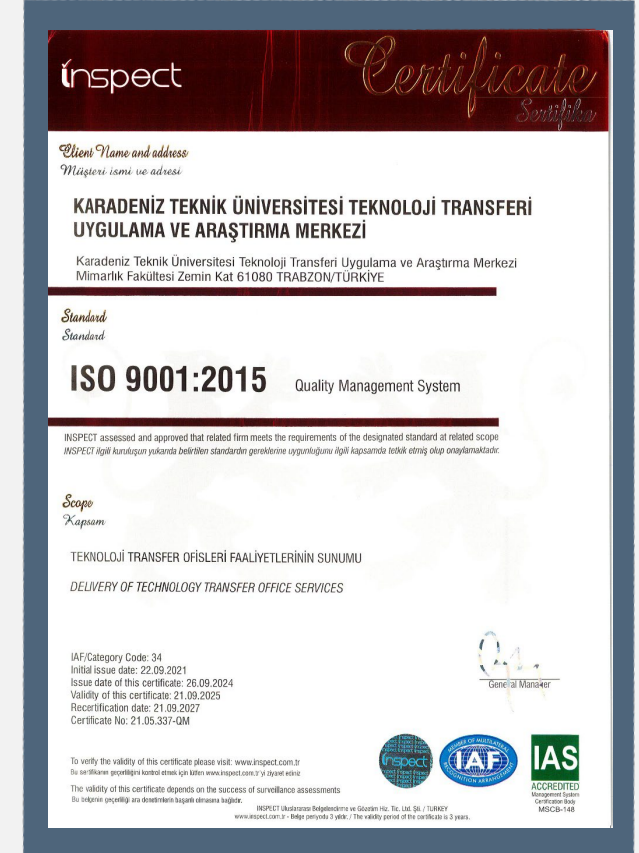 inspect
Certificate
Sertifika
Client Name and address
Müşteri ismi ve adresi
KARADENİZ TEKNİK ÜNİVERSİTESİ TEKNOLOJİ TRANSFERİ
UYGULAMA VE ARAŞTIRMA MERKEZİ
Karadeniz Teknik Üniversitesi Teknoloji Transferi Uygulama ve Araştırma Merkezi
Mimarlık Fakültesi Zemin Kat 61080 TRABZON/TÜRKİYE
Standard
Standard
ISO 9001:2015 Quality Management System
INSPECT assessed and approved that related firm meets the requirements of the designated standard at related scope
INSPECT ilgili kuruluşun yukarıda belirtilen standardın gereklerine uygunluğunu ilgili kapsamda tetkik etmiş olup onaylamaktadır.
Scope
Kapsam
TEKNOLOJİ TRANSFER OFİSLERİ FAALİYETLERİNİN SUNUMU
DELIVERY OF TECHNOLOGY TRANSFER OFFICE SERVICES
IAF/Category Code: 34
Initial issue date: 22.09.2021
Issue date of this certificate: 26.09.2024
Validity of this certificate: 21.09.2025
Recertification date: 21.09.2027
Certificate No: 21.05.337-QM
General Manager
To verify the validity of this certificate please visit: www.inspect.com.tr
Bu sertifikanın geçerliliğini kontrol etmek için lütfen www.inspect.com.tr'yi ziyaret ediniz
The validity of this certificate depends on the success of surveillance assessments
Bu belgenin geçerliliği ara denetimlerin başarılı olmasına bağlıdır.
inspect
MEMBER OF MULTILATERAL
IAF
RECOGNITION ARRANGEMENT
IAS
ACCREDITED
Management System
Certification Body
MSCB-148
INSPECT Uluslararası Belgelendirme ve Gözetim Hiz. Tic. Ltd. Şti. / TURKEY
www.inspect.com.tr - Belge periyodu 3 yıldır. / The validity period of the certificate is 3 years.